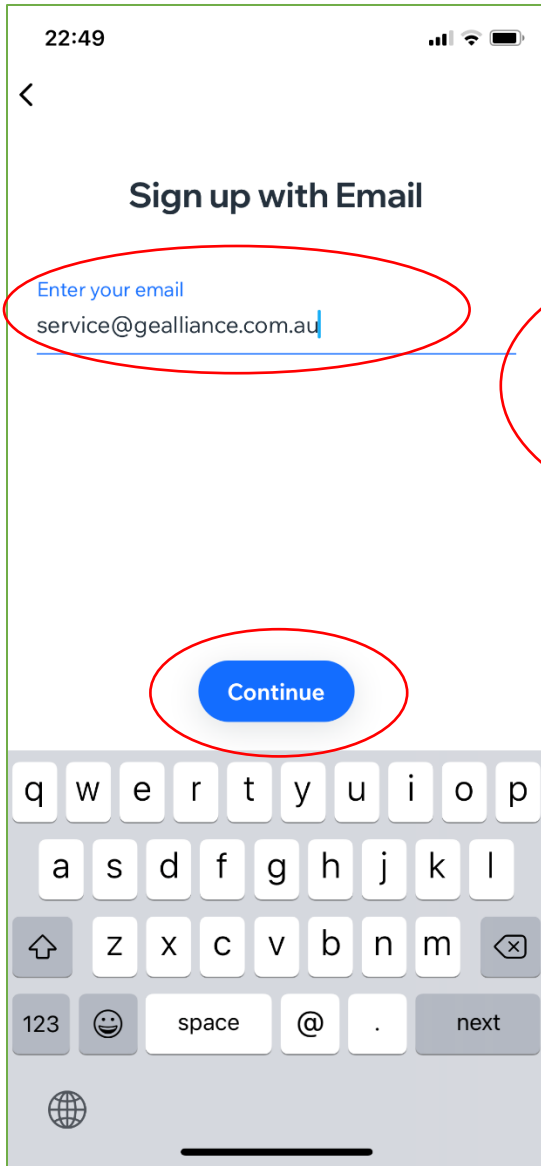 22:49
Sign up with Email
Enter your email
service@gealliance.com.au
Continue
q w e r t y u i o p
a s d f g h j k l
z x c v b n m
123 space @ . next